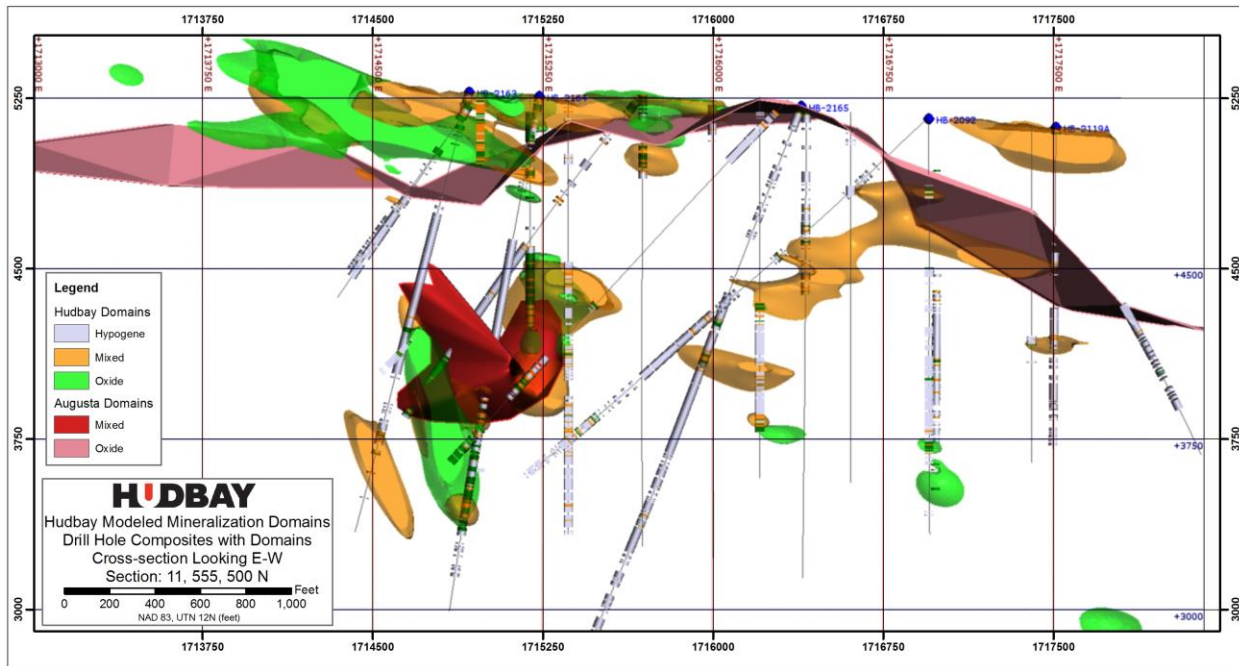 1713750 1714500 1715250 1716000 1716750 1717500
+1713000 E +1713750 E +1714500 E +1715250 E +1716000 E +1716750 E +1717500 E
5250 5250
HB-2163 HB-2164 HB-2165 HB-2092 HB-2119A
4500 +4500 4500
Legend
Hudbay Domains
Hypogene
Mixed
Oxide
Augusta Domains
Mixed
Oxide
3750 +3750 3750
HUDBAY
Hudbay Modeled Mineralization Domains
Drill Hole Composites with Domains
Cross-section Looking E-W
Section: 11, 555, 500 N
Feet
0 200 400 600 800 1,000
NAD 83, UTN 12N (feet)
3000 +3000 3000
1713750 1714500 1715250 1716000 1716750 1717500